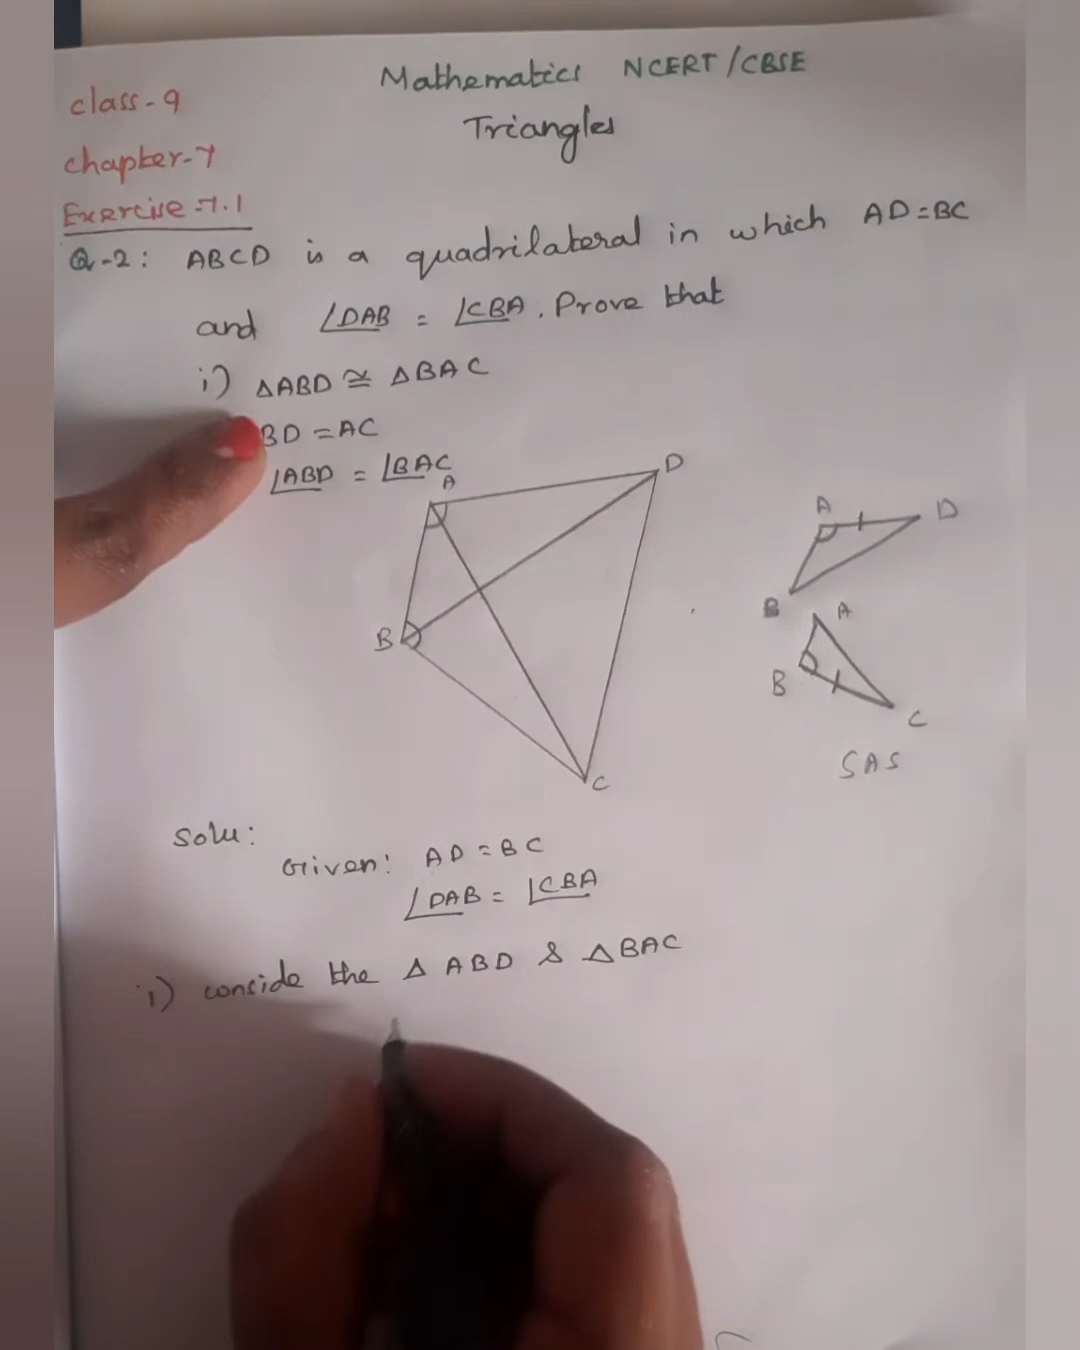 Mathematics NCERT/CBSE
Triangles
class-9
chapter-7
Exercise-7.1
Q-2: ABCD is a quadrilateral in which AD=BC
and ∠DAB = ∠CBA. Prove that
i) ΔABD ≅ ΔBAC
BD = AC
∠ABD = ∠BAC
A
D
B
C
A
D
B
A
B
C
SAS
Solu:
Given: AD = BC
∠DAB = ∠CBA
i) conside the Δ ABD & ΔBAC